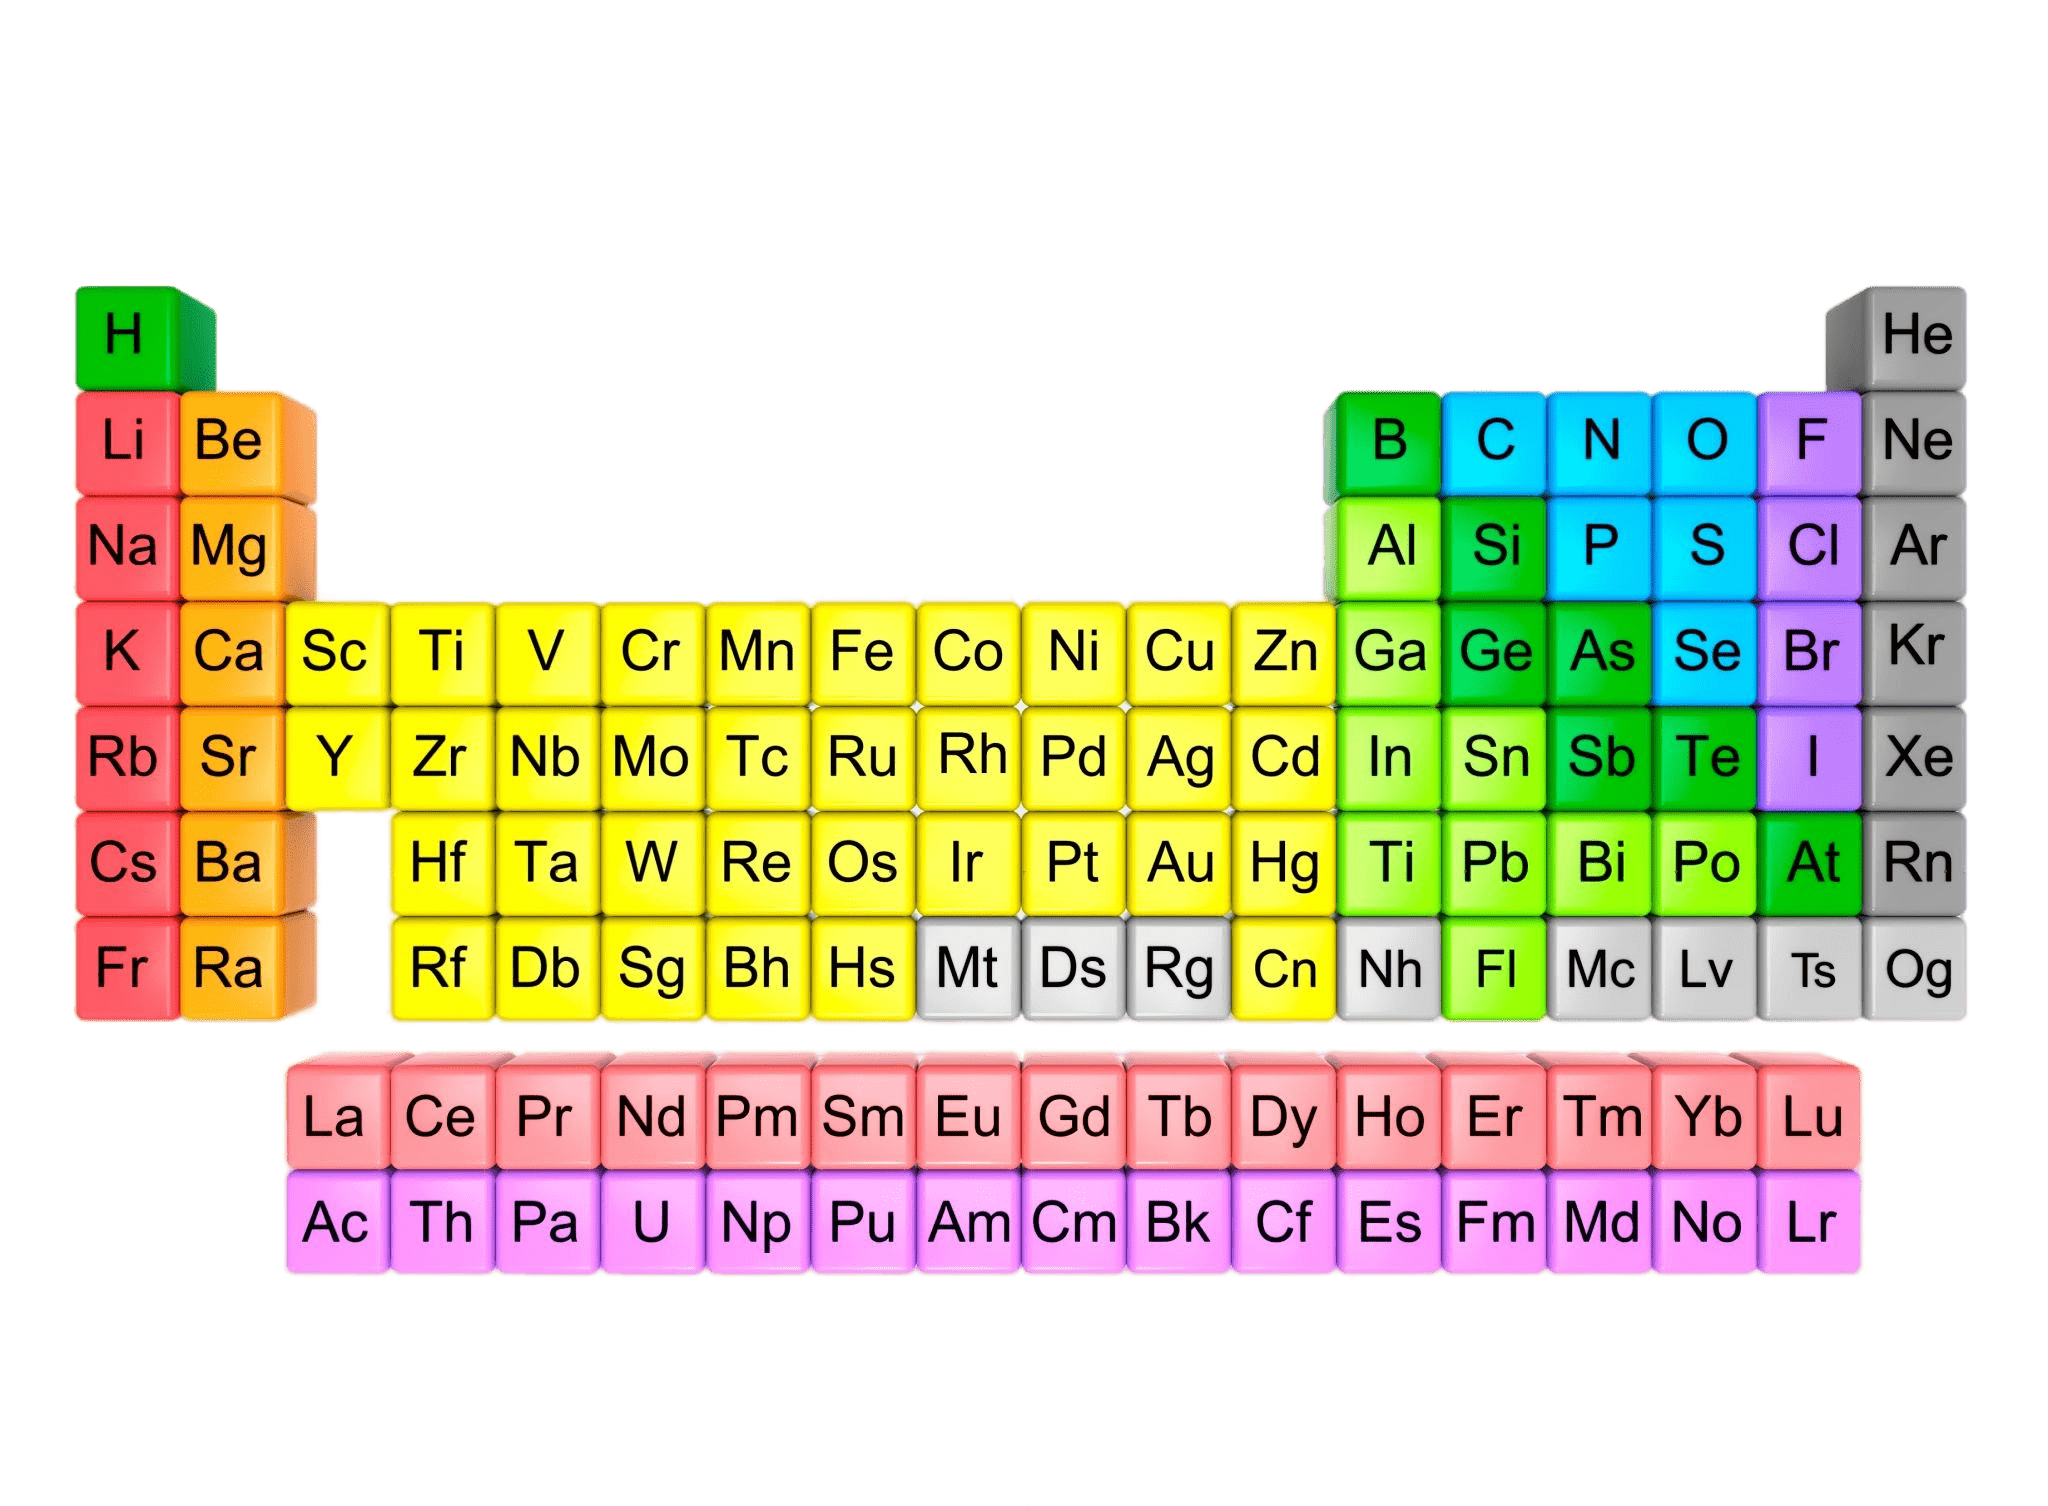 H He
Li Be B C N O F Ne
Na Mg Al Si P S Cl Ar
K Ca Sc Ti V Cr Mn Fe Co Ni Cu Zn Ga Ge As Se Br Kr
Rb Sr Y Zr Nb Mo Tc Ru Rh Pd Ag Cd In Sn Sb Te I Xe
Cs Ba Hf Ta W Re Os Ir Pt Au Hg Ti Pb Bi Po At Rn
Fr Ra Rf Db Sg Bh Hs Mt Ds Rg Cn Nh Fl Mc Lv Ts Og
La Ce Pr Nd Pm Sm Eu Gd Tb Dy Ho Er Tm Yb Lu
Ac Th Pa U Np Pu Am Cm Bk Cf Es Fm Md No Lr